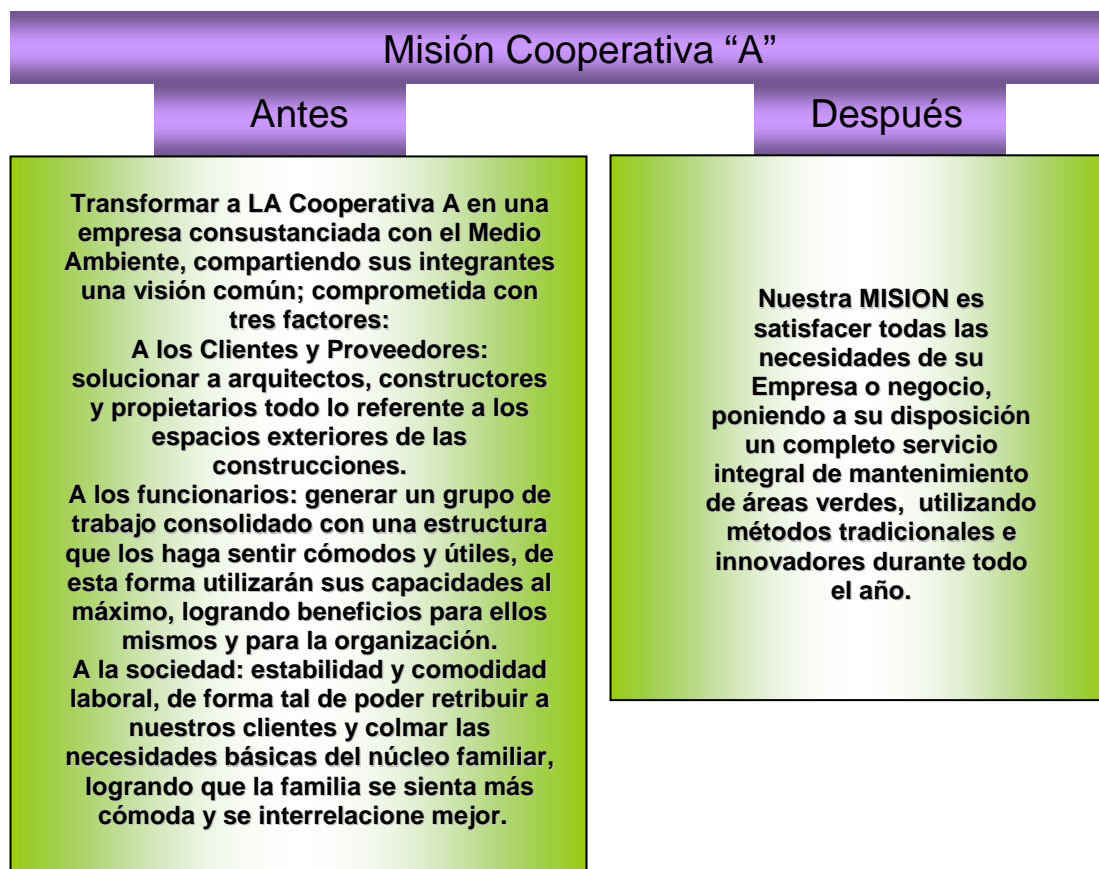 Misión Cooperativa “A”
Antes
Transformar a LA Cooperativa A en una
empresa consustanciada con el Medio
Ambiente, compartiendo sus integrantes
una visión común; comprometida con
tres factores:
A los Clientes y Proveedores:
solucionar a arquitectos, constructores
y propietarios todo lo referente a los
espacios exteriores de las
construcciones.
A los funcionarios: generar un grupo de
trabajo consolidado con una estructura
que los haga sentir cómodos y útiles, de
esta forma utilizarán sus capacidades al
máximo, logrando beneficios para ellos
mismos y para la organización.
A la sociedad: estabilidad y comodidad
laboral, de forma tal de poder retribuir a
nuestros clientes y colmar las
necesidades básicas del núcleo familiar,
logrando que la familia se sienta más
cómoda y se interrelacione mejor.
Después
Nuestra MISION es
satisfacer todas las
necesidades de su
Empresa o negocio,
poniendo a su disposición
un completo servicio
integral de mantenimiento
de áreas verdes, utilizando
métodos tradicionales e
innovadores durante todo
el año.